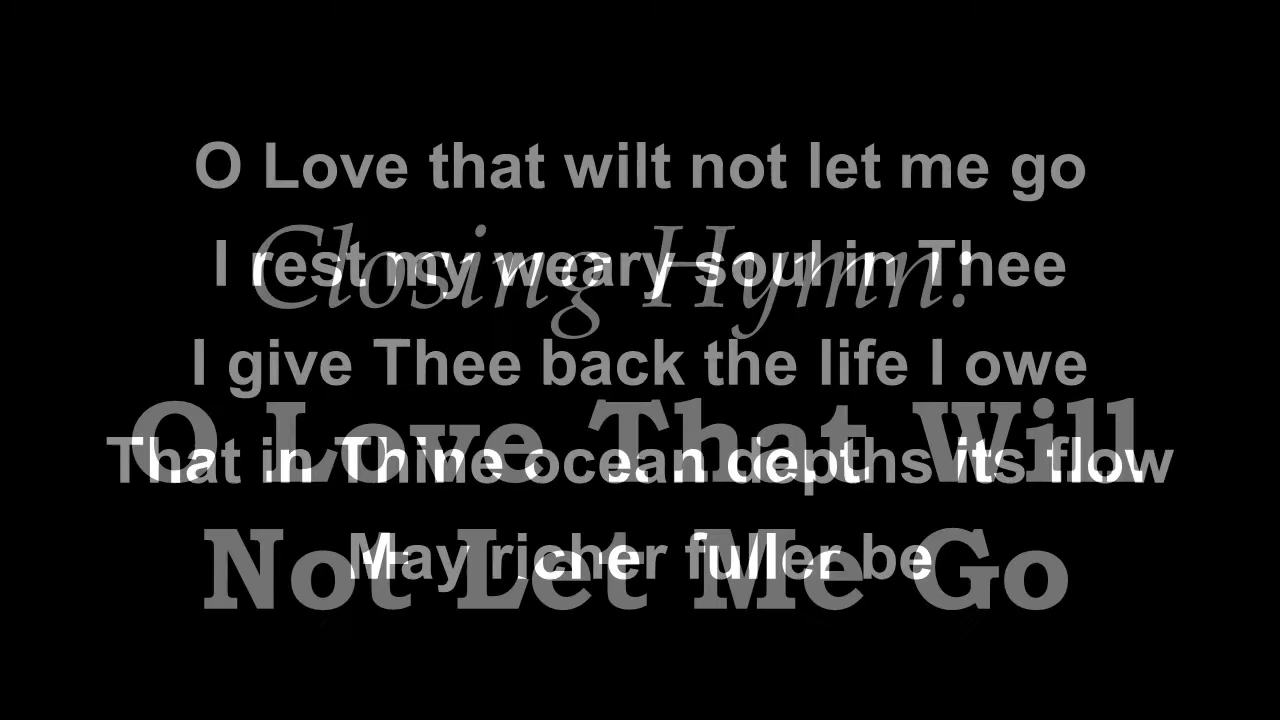 O Love that wilt not let me go
Closing Hymn:
I rest my weary soul in Thee
I give Thee back the life I owe
O Love That Will
That in Thine ocean depths its flow
May richer fuller be
Not Let Me Go